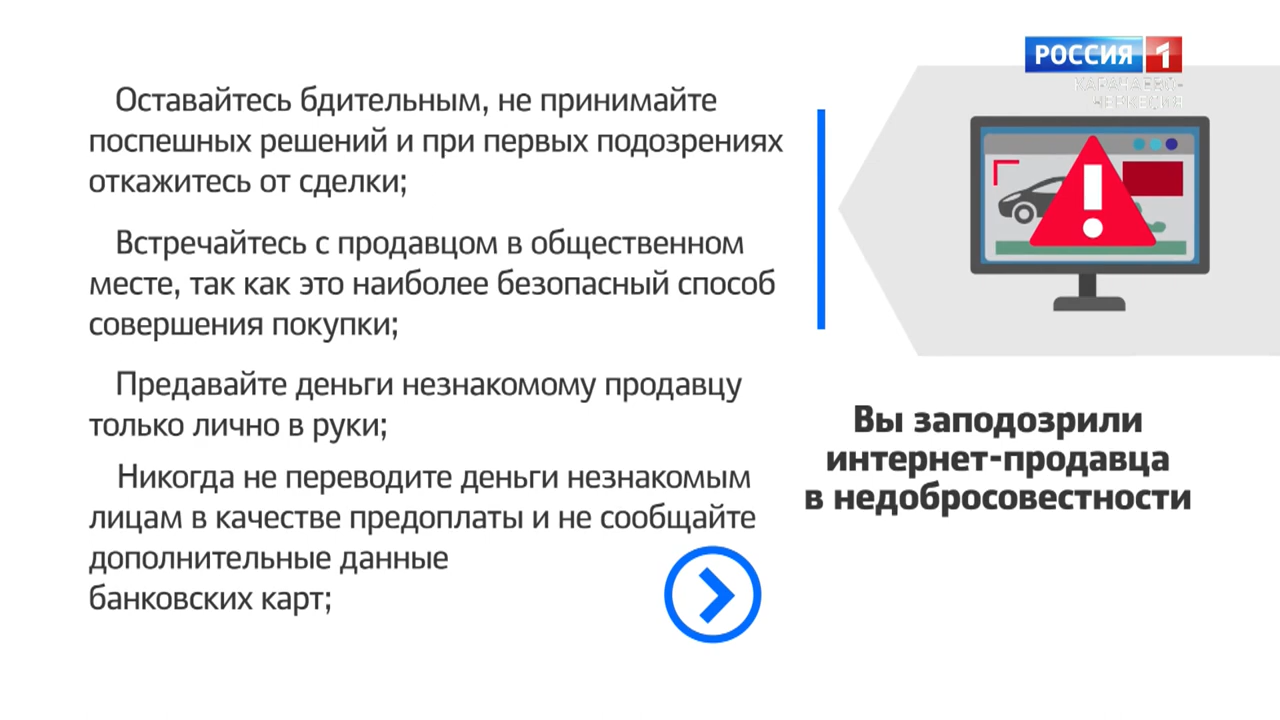 РОССИЯ 1
КАРАЧАЕВО-
ЧЕРКЕСИЯ
Оставайтесь бдительным, не принимайте
поспешных решений и при первых подозрениях
откажитесь от сделки;
Встречайтесь с продавцом в общественном
месте, так как это наиболее безопасный способ
совершения покупки;
Предавайте деньги незнакомому продавцу
только лично в руки;
Никогда не переводите деньги незнакомым
лицам в качестве предоплаты и не сообщайте
дополнительные данные
банковских карт;
Вы заподозрили
интернет-продавца
в недобросовестности